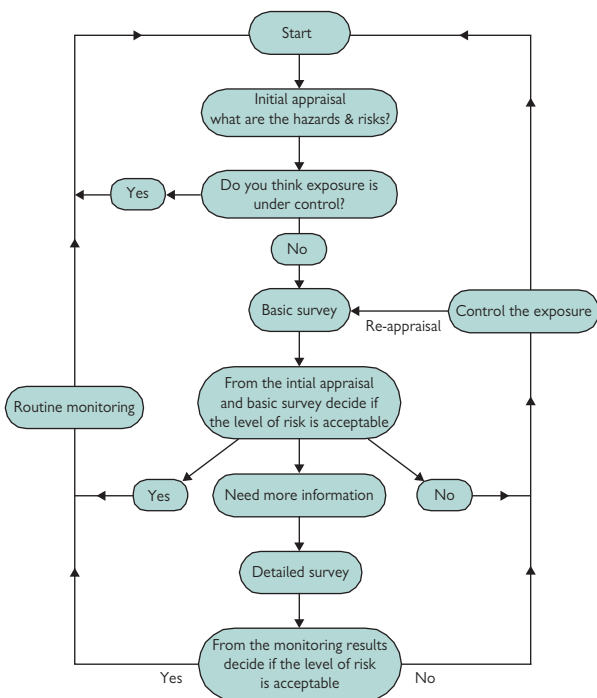 Start
Initial appraisal
what are the hazards & risks?
Do you think exposure is
under control?
Yes
No
Basic survey
Re-appraisal
Control the exposure
From the intial appraisal
and basic survey decide if
the level of risk is acceptable
Routine monitoring
Yes
Need more information
No
Detailed survey
From the monitoring results
decide if the level of risk
is acceptable
Yes
No